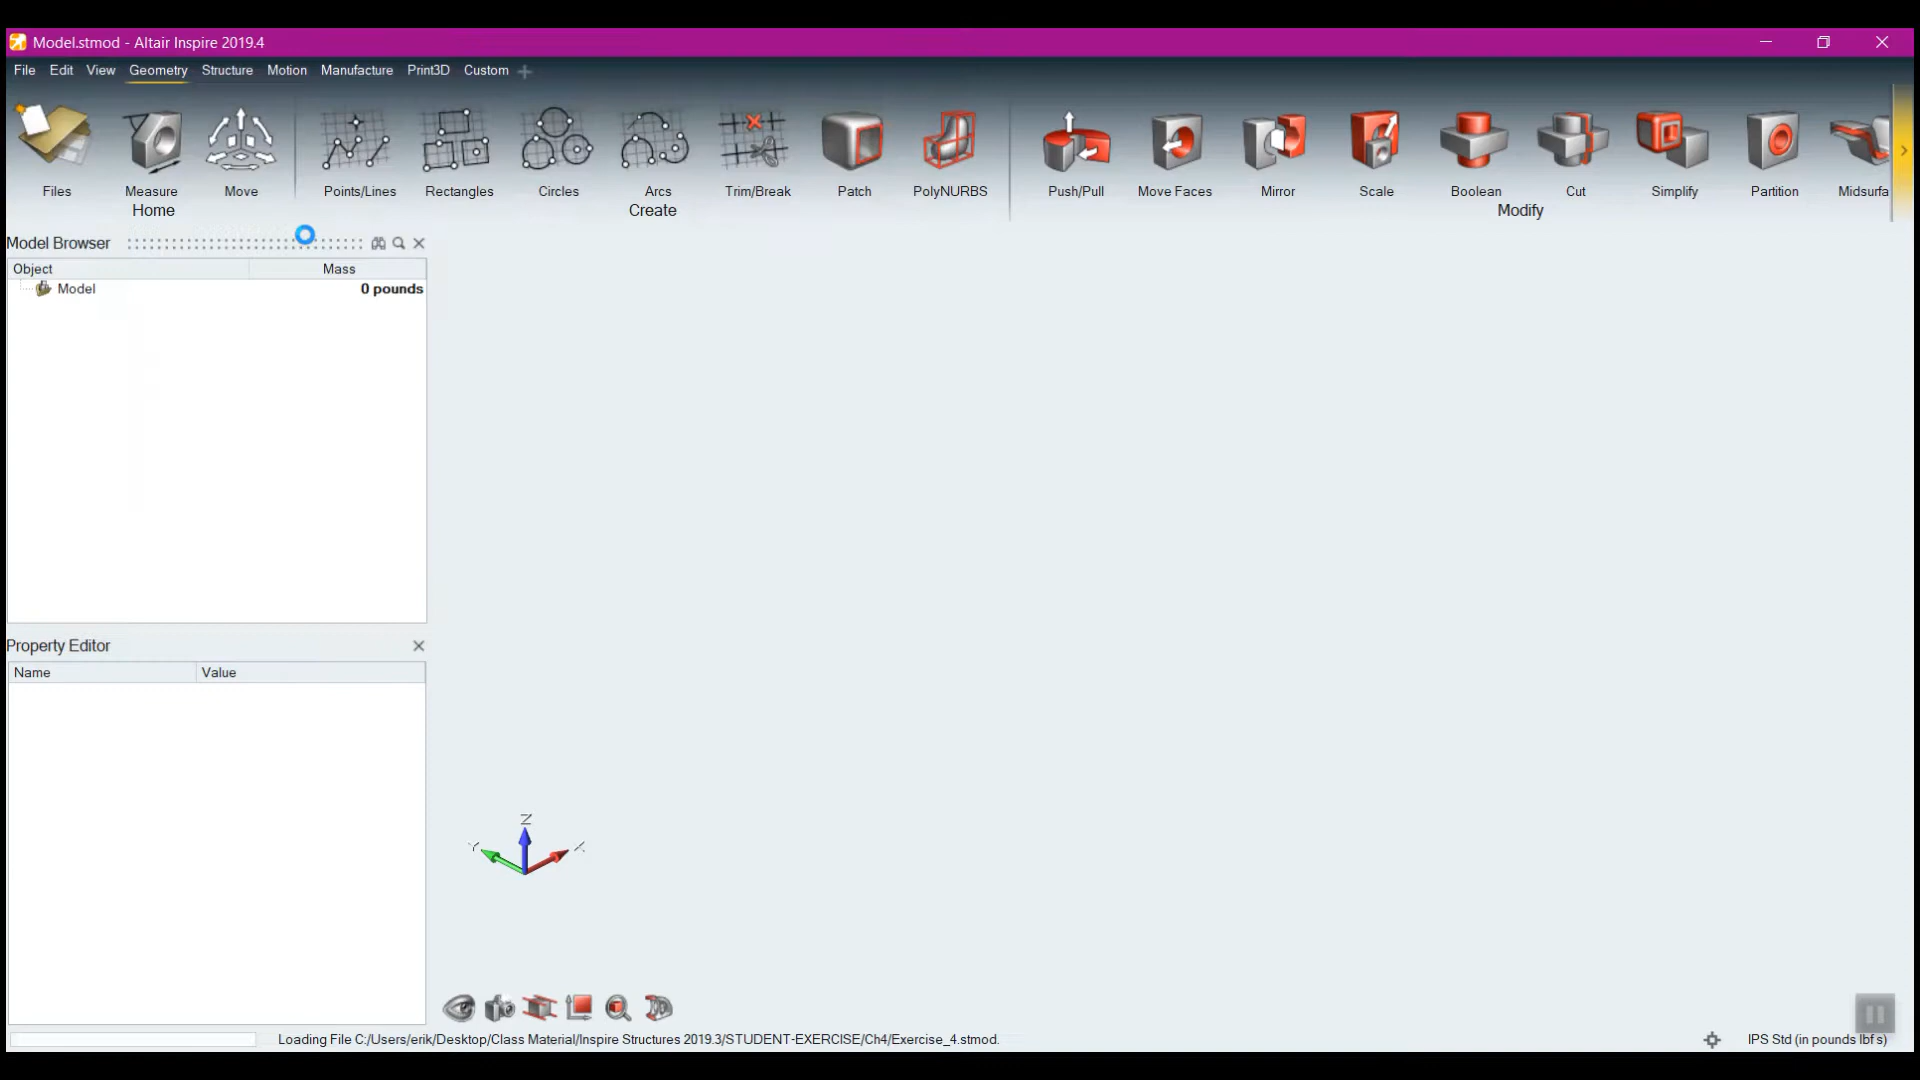 Model.stmod - Altair Inspire 2019.4
File Edit View Geometry Structure Motion Manufacture Print3D Custom
Files Measure Move Points/Lines Rectangles Circles Arcs Trim/Break Patch PolyNURBS Push/Pull Move Faces Mirror Scale Boolean Cut Simplify Partition Midsurfa
Home Create Modify
Model Browser
Object Mass
Model 0 pounds
Property Editor
Name Value
Z
Y X
Loading File C:/Users/erik/Desktop/Class Material/Inspire Structures 2019.3/STUDENT-EXERCISE/Ch4/Exercise_4.stmod.
IPS Std (in pounds lbf s)